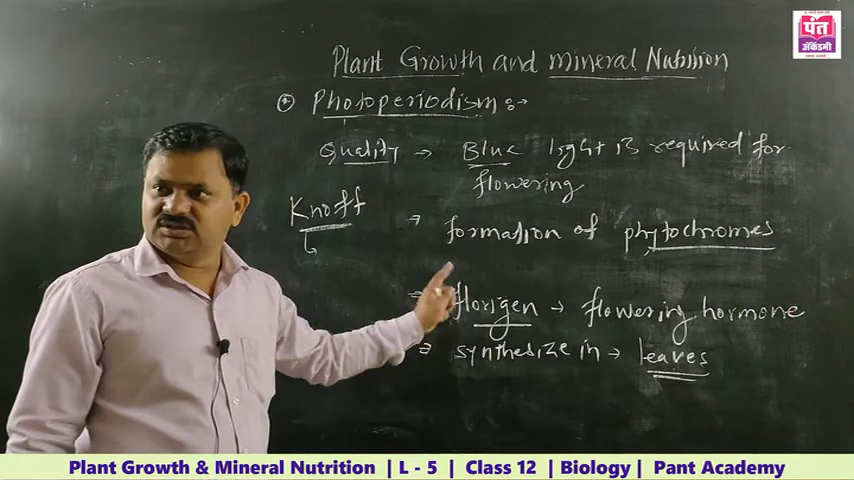 पंत
अॅकॅडमी
Plant Growth and mineral Nutrition
Photoperiodism :-
Quality → Blue light is required for
flowering
Knoff
→ formation of phytochromes
→ florigen → flowering hormone
⇒ synthesize in → leaves
Plant Growth & Mineral Nutrition | L - 5 | Class 12 | Biology | Pant Academy